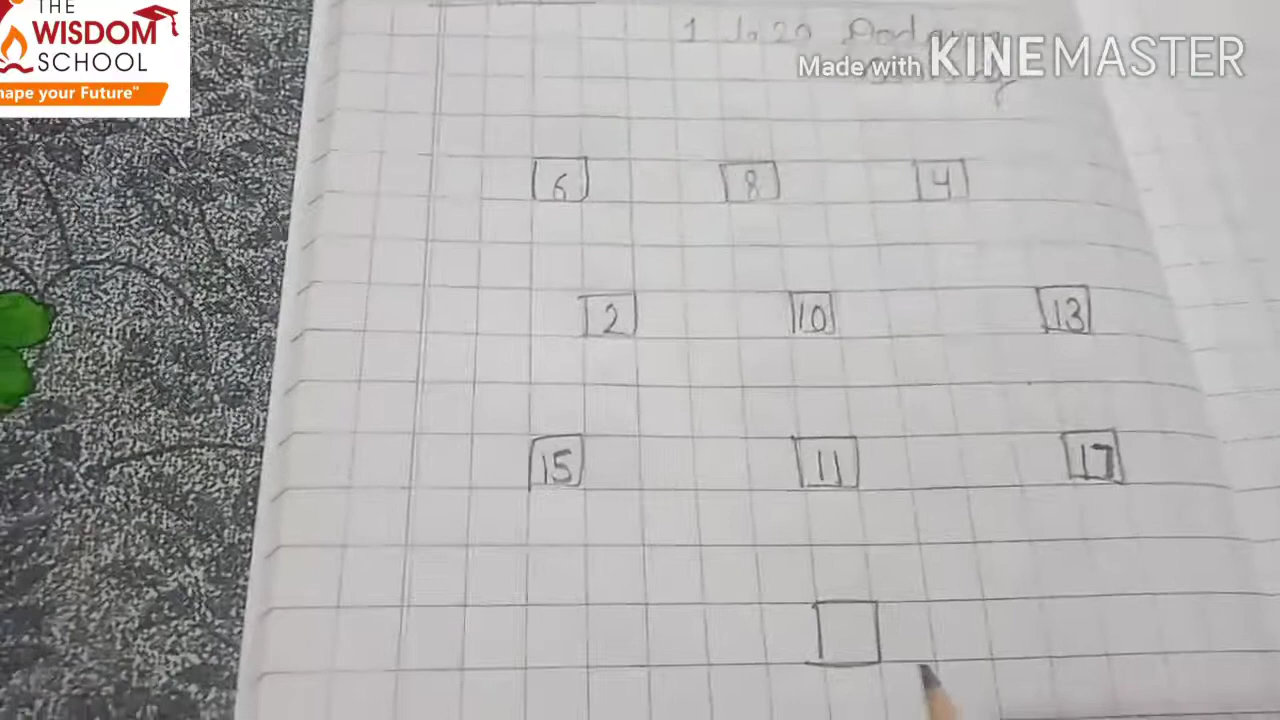 THE
WISDOM
SCHOOL
hape your Future"
Made with KINEMASTER
6 8 4
2 10 13
15 11 17